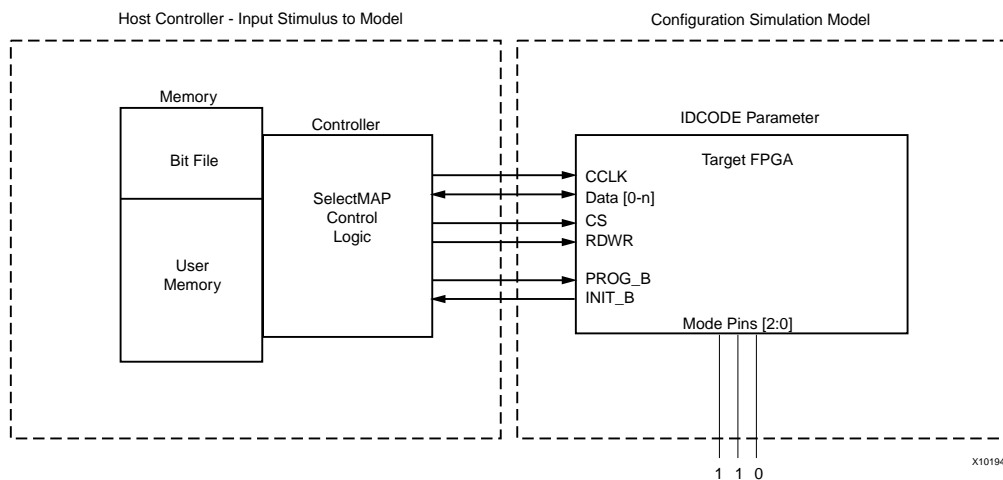 Host Controller - Input Stimulus to Model
Configuration Simulation Model
Memory
Bit File
User
Memory
Controller
SelectMAP
Control
Logic
IDCODE Parameter
Target FPGA
CCLK
Data [0-n]
CS
RDWR
PROG_B
INIT_B
Mode Pins [2:0]
1 1 0
X10194